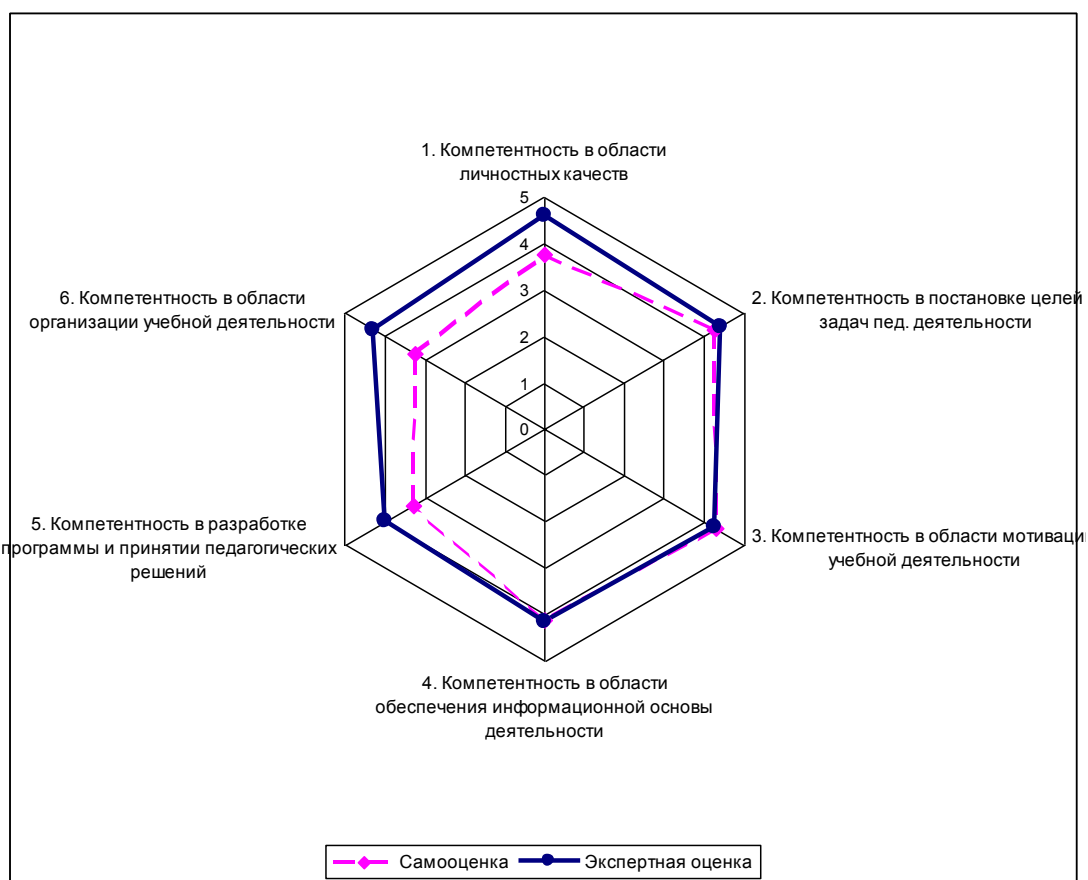 1. Компетентность в области
личностных качеств
5
4
3
2
1
0
2. Компетентность в постановке целей
задач пед. деятельности
3. Компетентность в области мотиваци
учебной деятельности
4. Компетентность в области
обеспечения информационной основы
деятельности
5. Компетентность в разработке
программы и принятии педагогических
решений
6. Компетентность в области
организации учебной деятельности
Самооценка
Экспертная оценка